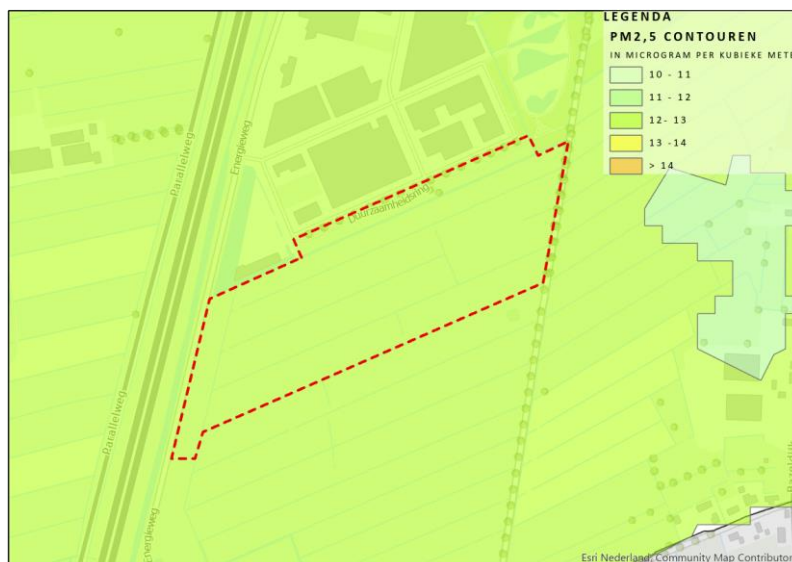 LEGENDA
PM2,5 CONTOUREN
IN MICROGRAM PER KUBIEKE METE
10 - 11
11 - 12
12- 13
13 -14
> 14
Parallelweg
Energieweg
Duurzaamheidsring
Parallelweg
Energieweg
Esri Nederland, Community Map Contributor